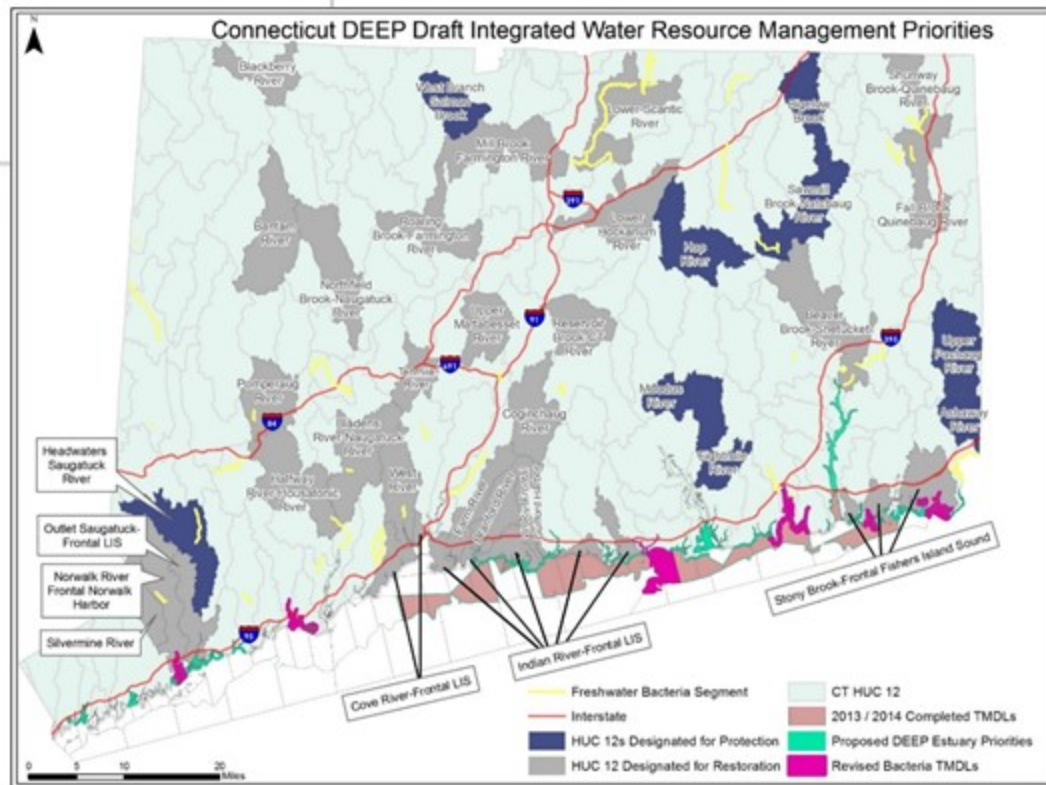 N
Connecticut DEEP Draft Integrated Water Resource Management Priorities
Blackberry
River
West Branch
Salmon
Brook
Lower Scantic
River
Bigelow
Brook
Shunway
Brook-Quinebaug
River
Mill Brook-
Farmington River
391
Bantam
River
Roaring
Brook-Farmington
River
Lower
Hockanum
River
Hop
River
Sawmill
Brook-Natchaug
River
Fall
Quinebaug River
Northfield
Brook-Naugatuck
River
Upper
Mattabesset
River
91
Reservoir
Brook-CT
River
Beaver
Brook-Shetucket
River
395
Upper
Pawcatuck
River
691
River
Pomperaug
River
84
River-Naugatuck
River
Coginchaug
River
Moodus
River
Ashaway
River
Eightmile
River
Headwaters
Saugatuck
River
Halfway
River-Housatonic
River
West
River
Outlet Saugatuck-
Frontal LIS
Norwalk River
Frontal Norwalk
Harbor
Silvermine River
95
Stony Brook-Frontal Fishers Island Sound
Indian River-Frontal LIS
Cove River-Frontal LIS
Freshwater Bacteria Segment
Interstate
HUC 12s Designated for Protection
HUC 12 Designated for Restoration
CT HUC 12
2013 / 2014 Completed TMDLs
Proposed DEEP Estuary Priorities
Revised Bacteria TMDLs
0 5 10 20
Miles